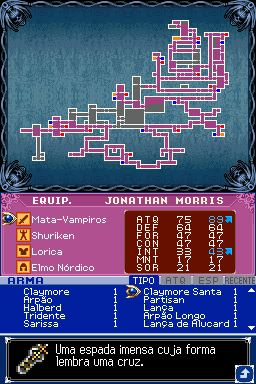 EQUIP. JONATHAN MORRIS
Mata-Vampiros ATQ 75 89
DEF 64 64
Shuriken FOR 47 47
CON 47 47
Lorica INT 33 43
MNT 17 17
Elmo Nórdico SOR 21 21
ARMA TIPO ATQ ESP RECENTE
Claymore 1 Claymore Santa 1
Arpão 1 Partisan 1
Halberd 1 Lança 1
Tridente 1 Arpão Longo 1
Sarissa 1 Lança de Alucard 1
Uma espada imensa cuja forma
lembra uma cruz.